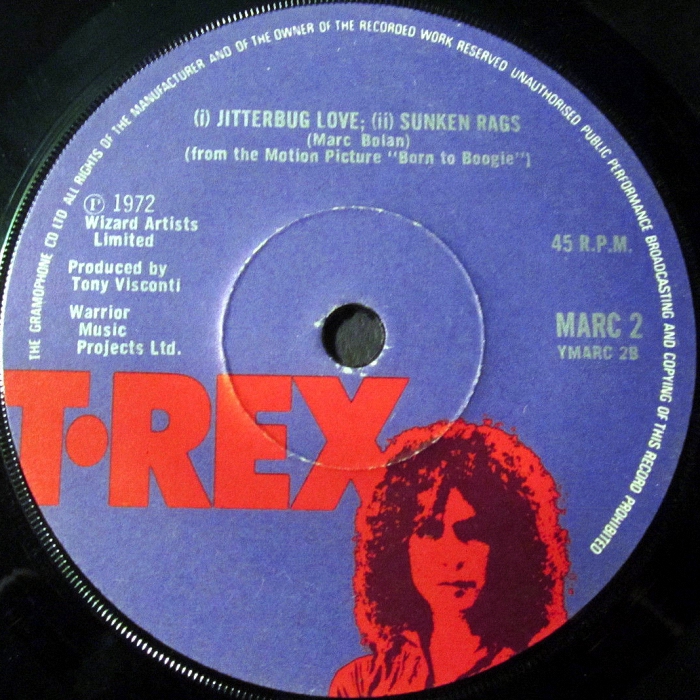 THE GRAMOPHONE CO LTD ALL RIGHTS OF THE MANUFACTURER AND OF THE OWNER OF THE RECORDED WORK RESERVED UNAUTHORISED PUBLIC PERFORMANCE BROADCASTING AND COPYING OF THIS RECORD PROHIBITED
(i) JITTERBUG LOVE; (ii) SUNKEN RAGS
(Marc Bolan)
(from the Motion Picture "Born to Boogie")
℗ 1972
Wizard Artists
Limited
Produced by
Tony Visconti
Warrior
Music
Projects Ltd.
45 R.P.M.
MARC 2
YMARC 2B
T·REX